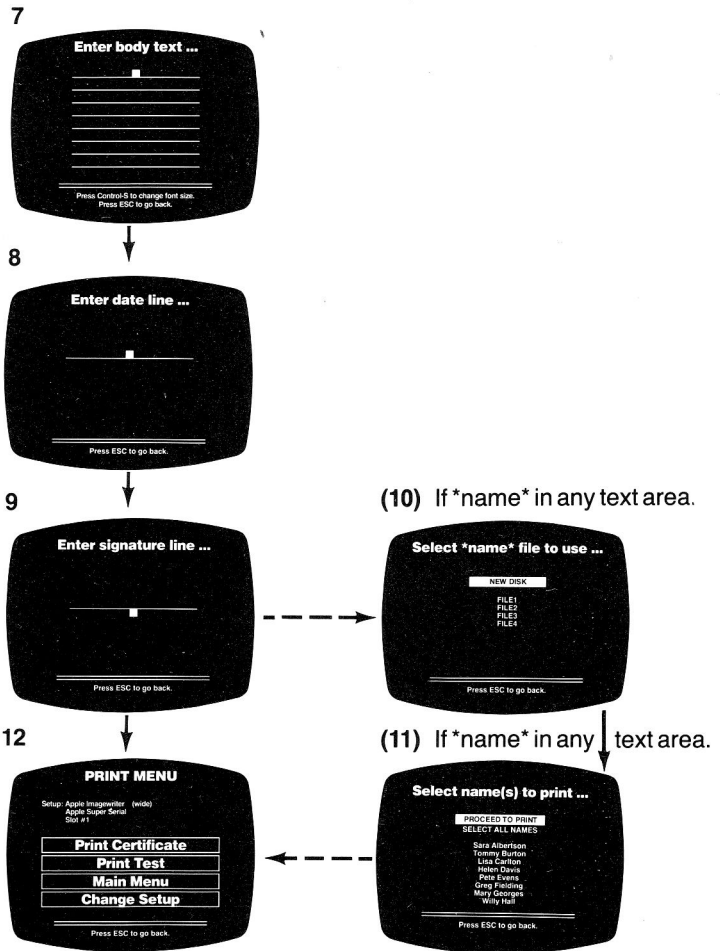 7
Enter body text ...
Press Control-S to change font size.
Press ESC to go back.
8
Enter date line ...
Press ESC to go back.
9
Enter signature line ...
Press ESC to go back.
(10) If *name* in any text area.
Select *name* file to use ...
NEW DISK
FILE1
FILE2
FILE3
FILE4
Press ESC to go back.
(11) If *name* in any text area.
Select name(s) to print ...
PROCEED TO PRINT
SELECT ALL NAMES
Sara Albertson
Tommy Burton
Lisa Carlton
Helen Davis
Pete Evens
Greg Fielding
Mary Georges
Willy Hall
Press ESC to go back.
12
PRINT MENU
Setup: Apple Imagewriter (wide)
Apple Super Serial
Slot #1
Print Certificate
Print Test
Main Menu
Change Setup
Press ESC to go back.